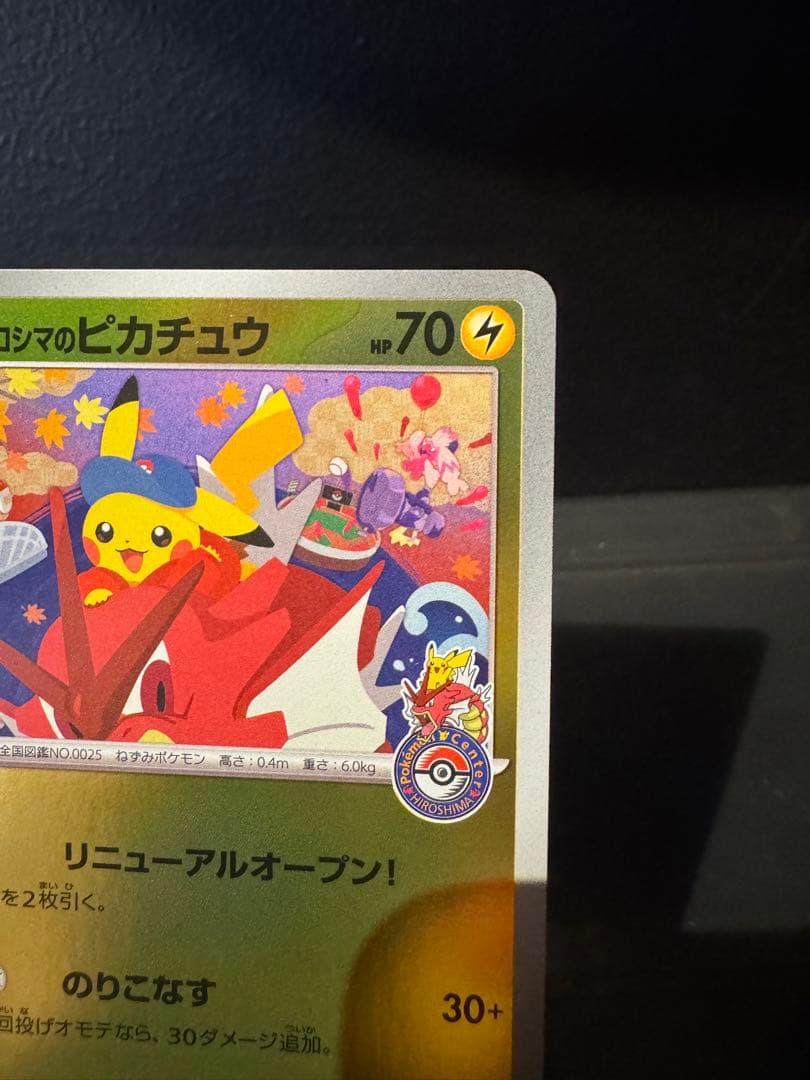 ロシマのピカチュウ HP70
全国図鑑NO.0025 ねずみポケモン 高さ:0.4m 重さ:6.0kg
Pokémon Center
HIROSHIMA
リニューアルオープン!
を2枚引く。
のりこなす 30+
回投げオモテなら、30ダメージ追加。